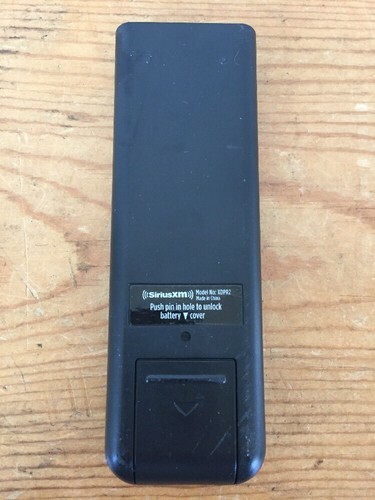 ((SiriusXM)) Model No: XDPR2
Made in China
Push pin in hole to unlock
battery ▼ cover